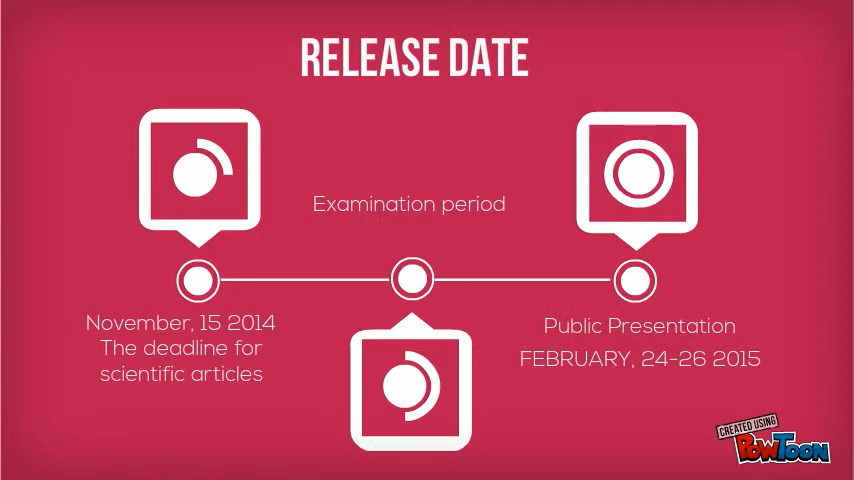 RELEASE DATE
Examination period
November, 15 2014
The deadline for
scientific articles
Public Presentation
FEBRUARY, 24-26 2015
CREATED USING
POWTOON